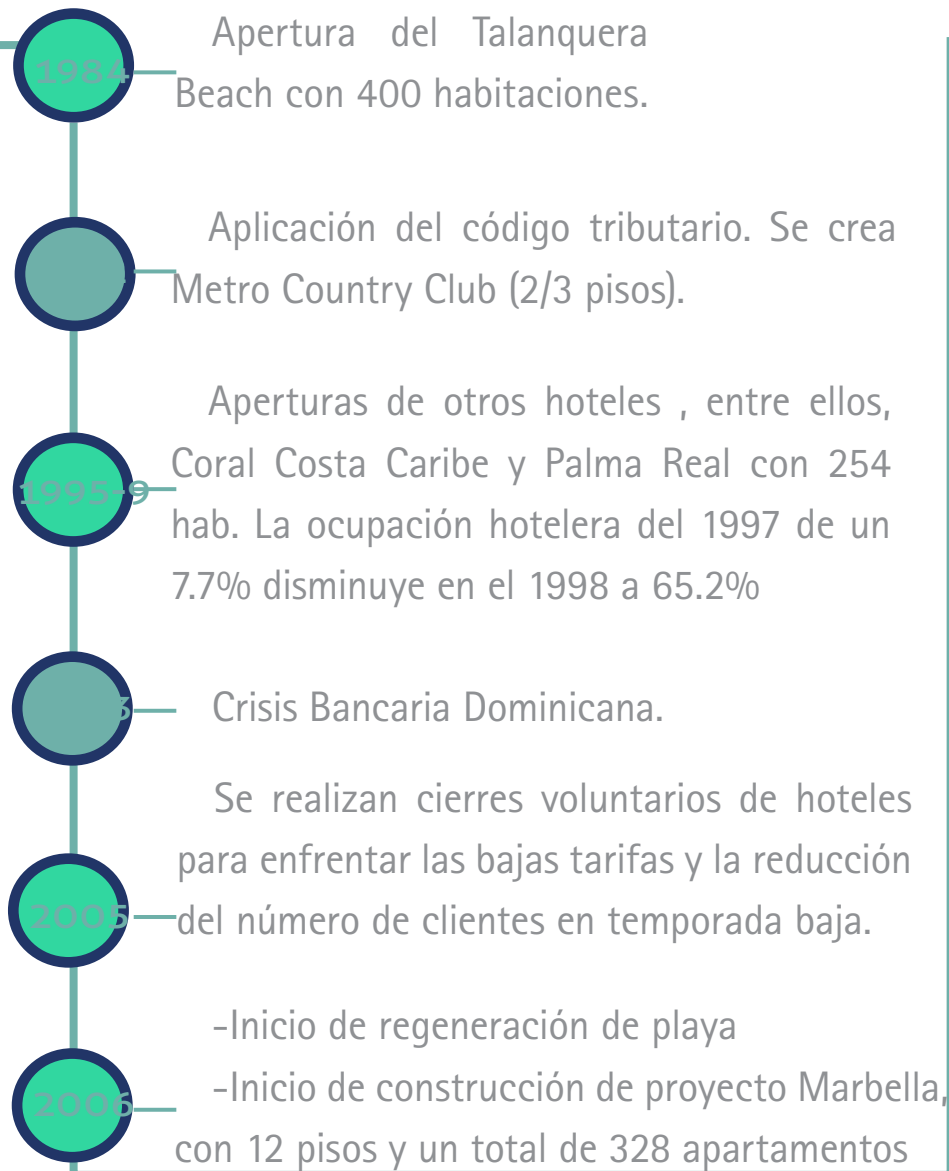 1984
Apertura del Talanquera
Beach con 400 habitaciones.
Aplicación del código tributario. Se crea
Metro Country Club (2/3 pisos).
1995-9
Aperturas de otros hoteles , entre ellos,
Coral Costa Caribe y Palma Real con 254
hab. La ocupación hotelera del 1997 de un
7.7% disminuye en el 1998 a 65.2%
3
Crisis Bancaria Dominicana.
2005
Se realizan cierres voluntarios de hoteles
para enfrentar las bajas tarifas y la reducción
del número de clientes en temporada baja.
2006
-Inicio de regeneración de playa
-Inicio de construcción de proyecto Marbella,
con 12 pisos y un total de 328 apartamentos